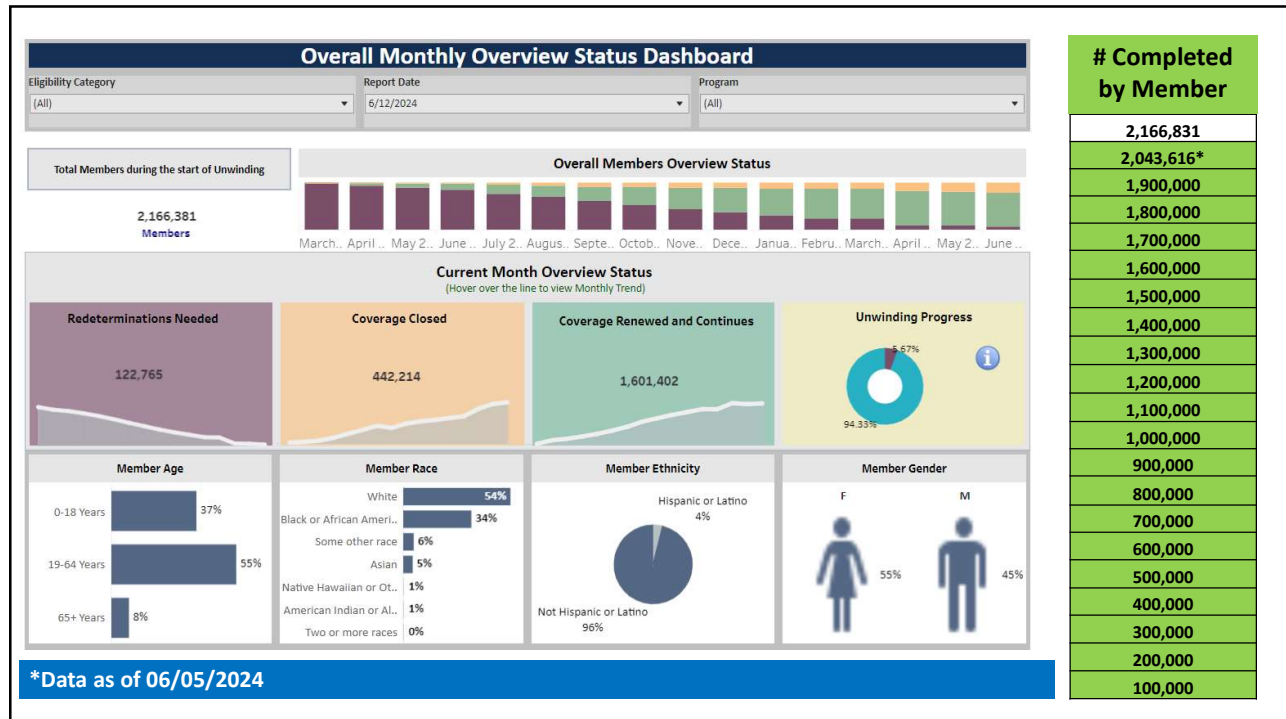 Overall Monthly Overview Status Dashboard
Eligibility Category
Report Date
Program
(All)
6/12/2024
(All)
Total Members during the start of Unwinding
2,166,381
Members
Overall Members Overview Status
March.. April .. May 2.. June .. July 2.. Augus.. Septe.. Octob.. Nove.. Dece.. Janua.. Febru.. March.. April .. May 2.. June ..
Current Month Overview Status
(Hover over the line to view Monthly Trend)
Redeterminations Needed
122,765
Coverage Closed
442,214
Coverage Renewed and Continues
1,601,402
Unwinding Progress
5.67%
94.33%
i
Member Age
0-18 Years 37%
19-64 Years 55%
65+ Years 8%
Member Race
White 54%
Black or African Ameri.. 34%
Some other race 6%
Asian 5%
Native Hawaiian or Ot.. 1%
American Indian or Al.. 1%
Two or more races 0%
Member Ethnicity
Hispanic or Latino
4%
Not Hispanic or Latino
96%
Member Gender
F M
55% 45%
*Data as of 06/05/2024
# Completed
by Member
2,166,831
2,043,616*
1,900,000
1,800,000
1,700,000
1,600,000
1,500,000
1,400,000
1,300,000
1,200,000
1,100,000
1,000,000
900,000
800,000
700,000
600,000
500,000
400,000
300,000
200,000
100,000